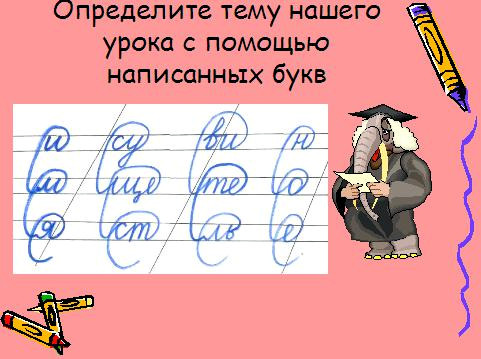 Определите тему нашего
урока с помощью
написанных букв
и су ви н
м ще те о
я ст ль е